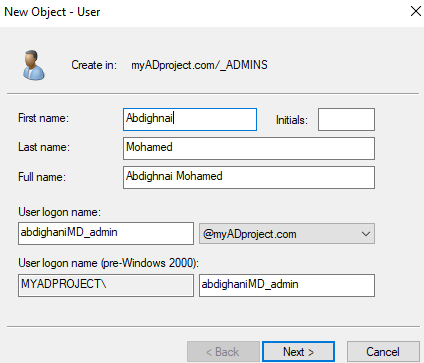 New Object - User
Create in: myADproject.com/_ADMINS
First name: Abdighnai Initials:
Last name: Mohamed
Full name: Abdighnai Mohamed
User logon name:
abdighaniMD_admin @myADproject.com
User logon name (pre-Windows 2000):
MYADPROJECT\ abdighaniMD_admin
< Back Next > Cancel